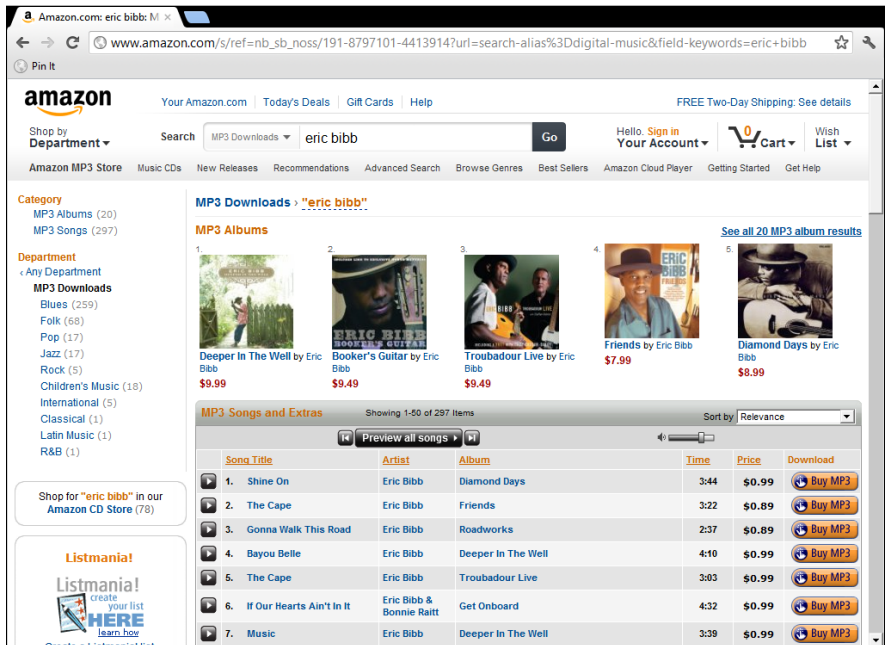 Amazon.com: eric bibb: M
www.amazon.com/s/ref=nb_sb_noss/191-8797101-4413914?url=search-alias%3Ddigital-music&field-keywords=eric+bibb
Pin It
amazon
Your Amazon.com Today's Deals Gift Cards Help
FREE Two-Day Shipping: See details
Shop by
Department
Search MP3 Downloads eric bibb Go
Hello. Sign in
Your Account
0
Cart
Wish
List
Amazon MP3 Store Music CDs New Releases Recommendations Advanced Search Browse Genres Best Sellers Amazon Cloud Player Getting Started Get Help
Category
MP3 Albums (20)
MP3 Songs (297)
Department
‹ Any Department
MP3 Downloads
Blues (259)
Folk (68)
Pop (17)
Jazz (17)
Rock (5)
Children's Music (18)
International (5)
Classical (1)
Latin Music (1)
R&B (1)
Shop for "eric bibb" in our
Amazon CD Store (78)
Listmania!
Listmania!
create
your list
HERE
learn how
MP3 Downloads › "eric bibb"
MP3 Albums
See all 20 MP3 album results
1.
ERIC BIBB
Deeper In The Well by Eric
Bibb
$9.99
2.
ERIC BIBB
BOOKER'S GUITAR
Booker's Guitar by Eric
Bibb
$9.49
3.
BIBB
TROUBADOUR LIVE
Troubadour Live by Eric
Bibb
$9.49
4.
ERIC
BIBB
FRIENDS
Friends by Eric Bibb
$7.99
5.
Diamond Days by Eric
Bibb
$8.99
MP3 Songs and Extras Showing 1-50 of 297 Items Sort by Relevance
Preview all songs
Song Title Artist Album Time Price Download
1. Shine On Eric Bibb Diamond Days 3:44 $0.99 Buy MP3
2. The Cape Eric Bibb Friends 3:22 $0.89 Buy MP3
3. Gonna Walk This Road Eric Bibb Roadworks 2:37 $0.89 Buy MP3
4. Bayou Belle Eric Bibb Deeper In The Well 4:10 $0.99 Buy MP3
5. The Cape Eric Bibb Troubadour Live 3:03 $0.99 Buy MP3
6. If Our Hearts Ain't In It Eric Bibb &
Bonnie Raitt Get Onboard 4:32 $0.99 Buy MP3
7. Music Eric Bibb Deeper In The Well 3:39 $0.99 Buy MP3